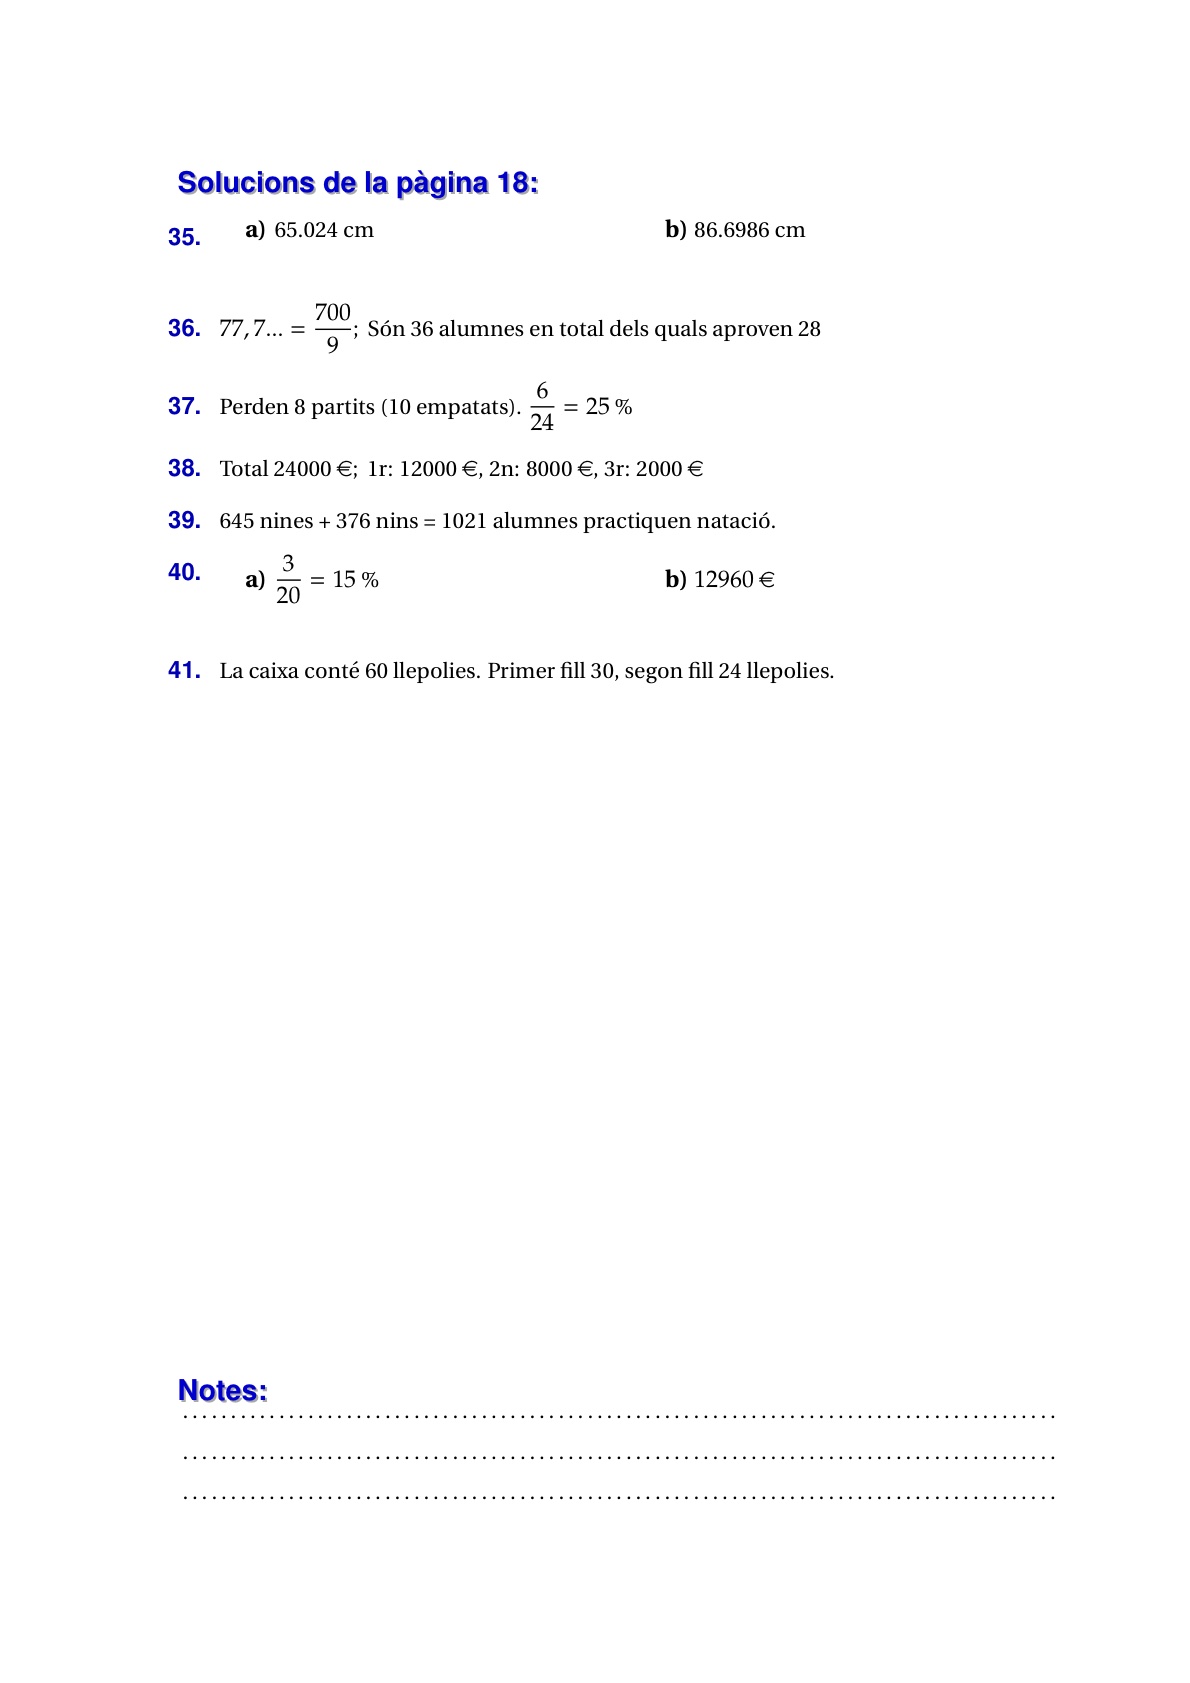 Solucions de la pàgina 18:
35. a) 65.024 cm b) 86.6986 cm
36. 77,7... = 700/9; Són 36 alumnes en total dels quals aproven 28
37. Perden 8 partits (10 empatats). 6/24 = 25 %
38. Total 24000 €; 1r: 12000 €, 2n: 8000 €, 3r: 2000 €
39. 645 nines + 376 nins = 1021 alumnes practiquen natació.
40. a) 3/20 = 15 % b) 12960 €
41. La caixa conté 60 llepolies. Primer fill 30, segon fill 24 llepolies.
Notes: